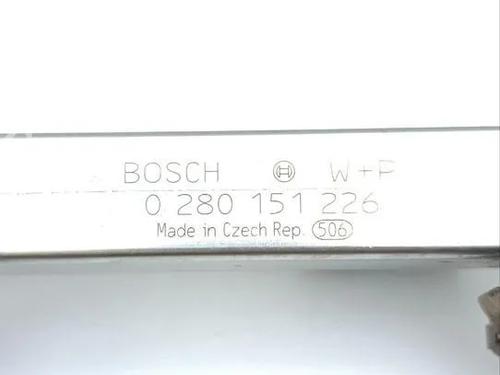 BOSCH W+P
0 280 151 226
Made in Czech Rep. 506